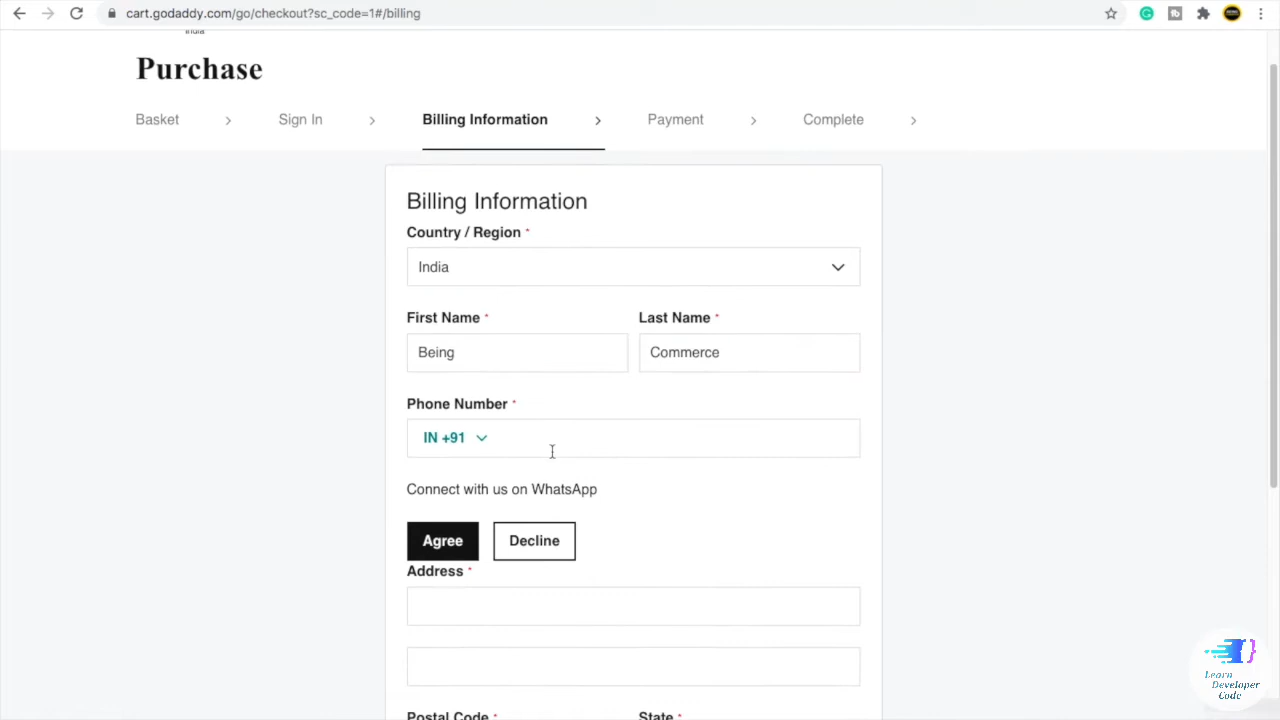 cart.godaddy.com/go/checkout?sc_code=1#/billing
India
Purchase
Basket > Sign In > Billing Information > Payment > Complete >
Billing Information
Country / Region *
India
First Name * Last Name *
Being Commerce
Phone Number *
IN +91
Connect with us on WhatsApp
Agree Decline
Address *
Postal Code * State *
Learn
Developer
Code